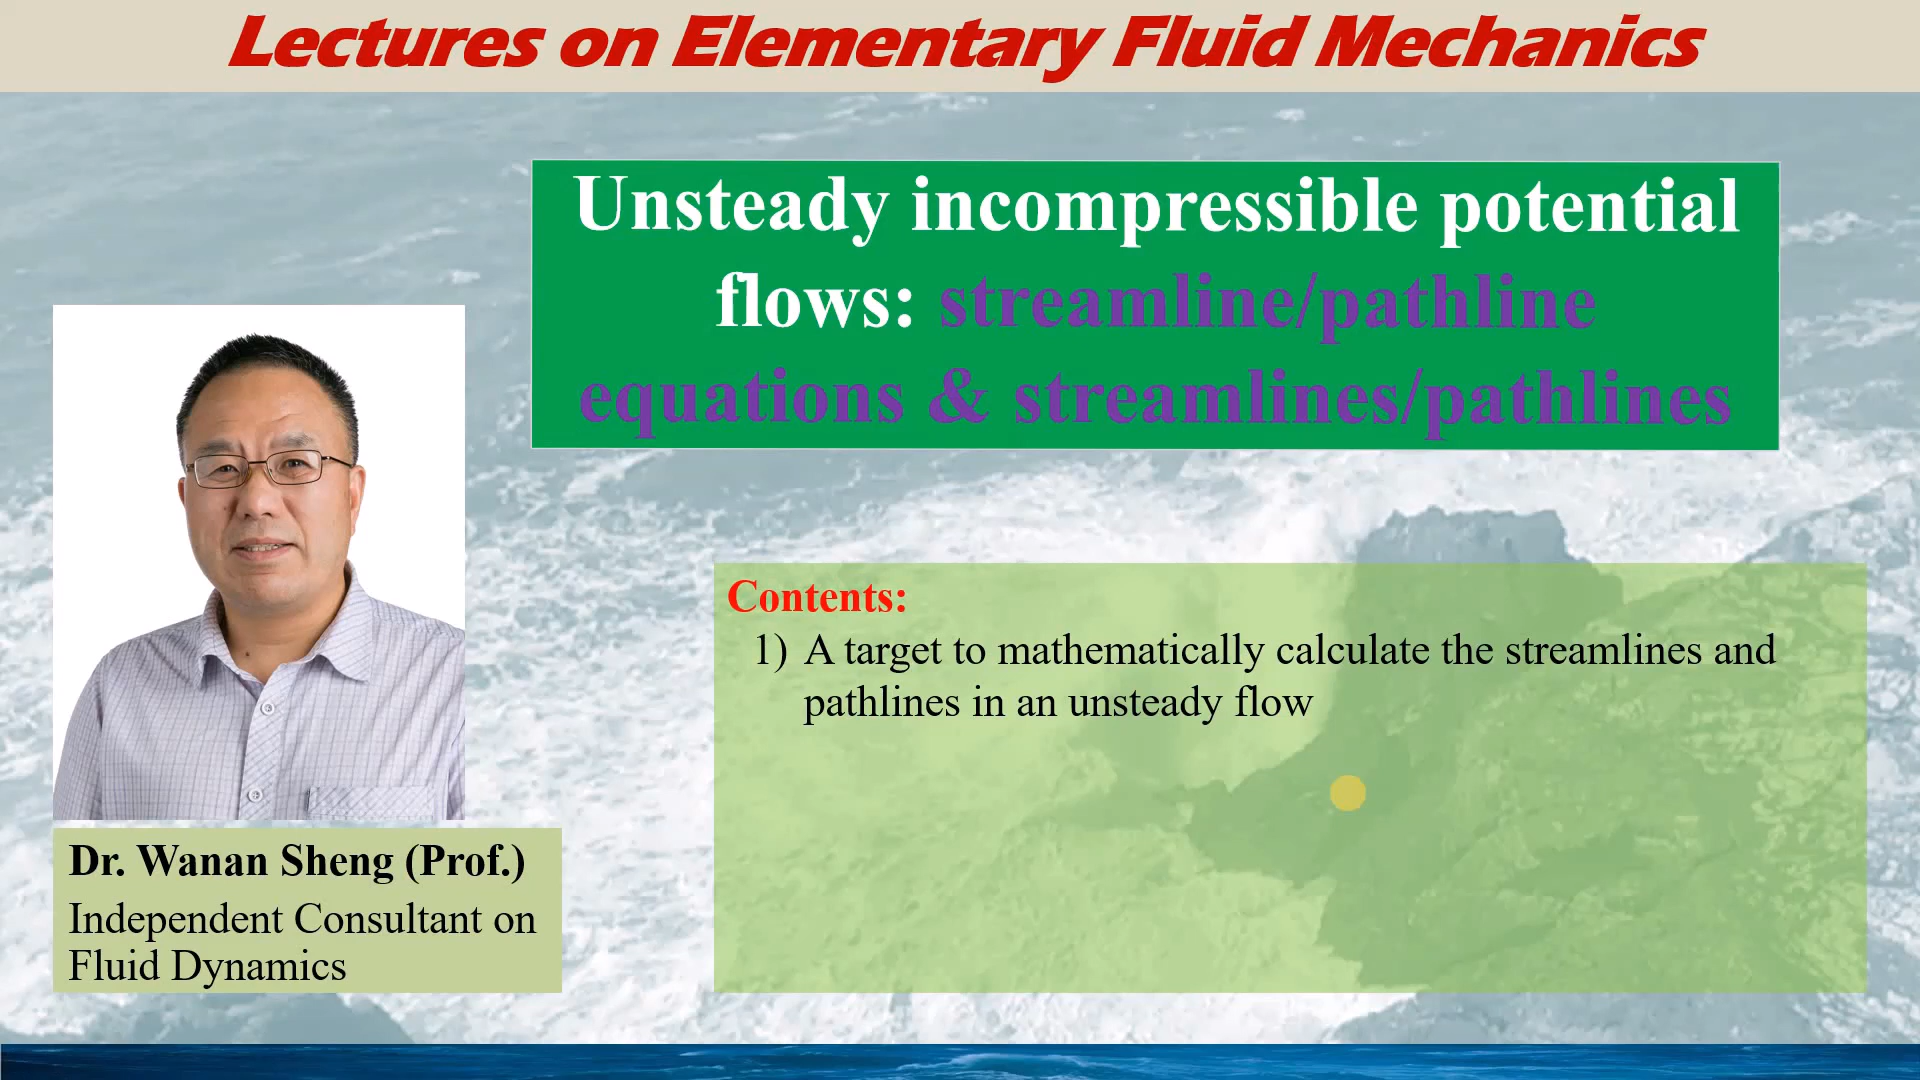 Lectures on Elementary Fluid Mechanics
Unsteady incompressible potential
flows: streamline/pathline
equations & streamlines/pathlines
Contents:
1) A target to mathematically calculate the streamlines and
pathlines in an unsteady flow
Dr. Wanan Sheng (Prof.)
Independent Consultant on
Fluid Dynamics